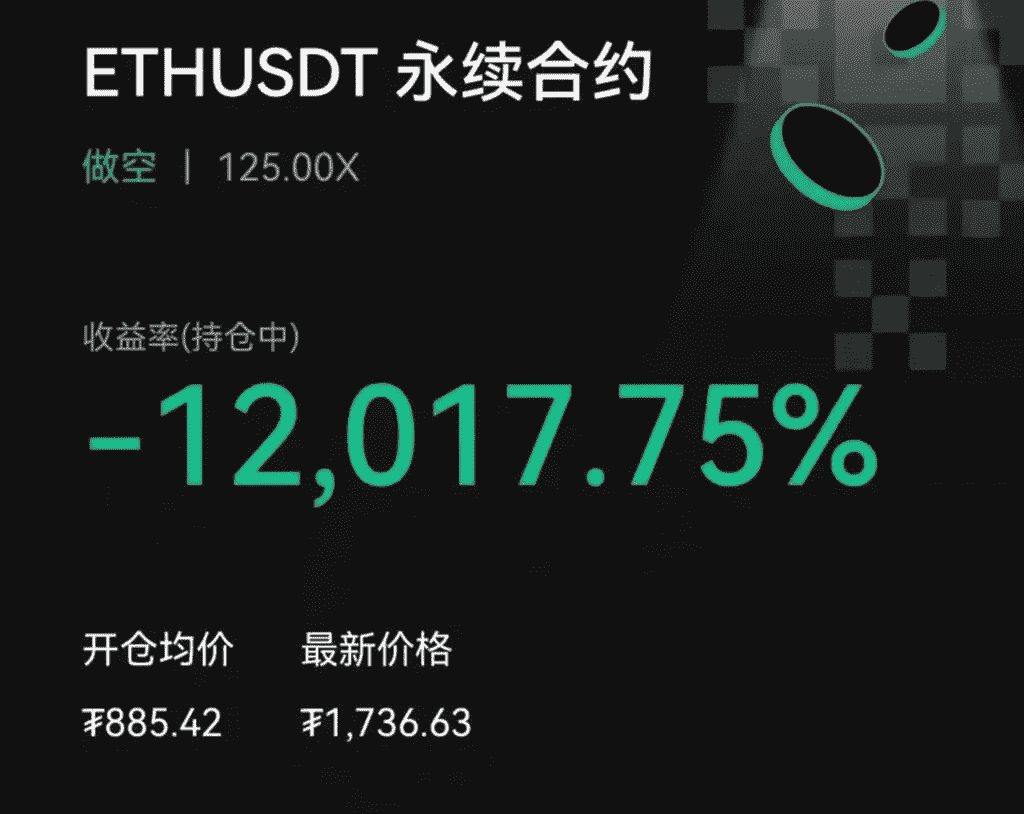 ETHUSDT 永续合约
做空 | 125.00X
收益率(持仓中)
-12,017.75%
开仓均价 最新价格
₮885.42 ₮1,736.63